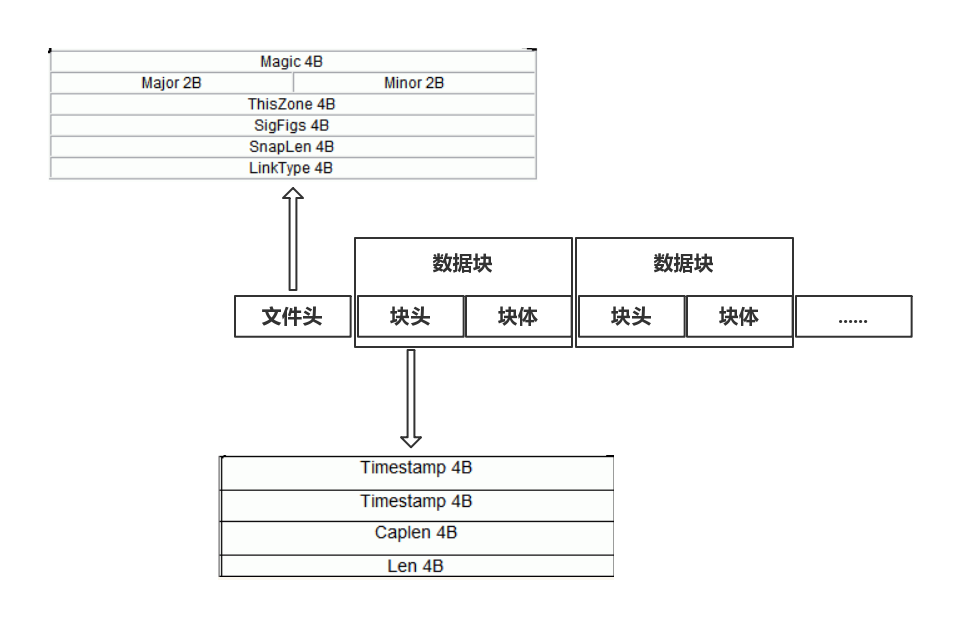 Magic 4B
Major 2B Minor 2B
ThisZone 4B
SigFigs 4B
SnapLen 4B
LinkType 4B
数据块 数据块
文件头 块头 块体 块头 块体 ......
Timestamp 4B
Timestamp 4B
Caplen 4B
Len 4B